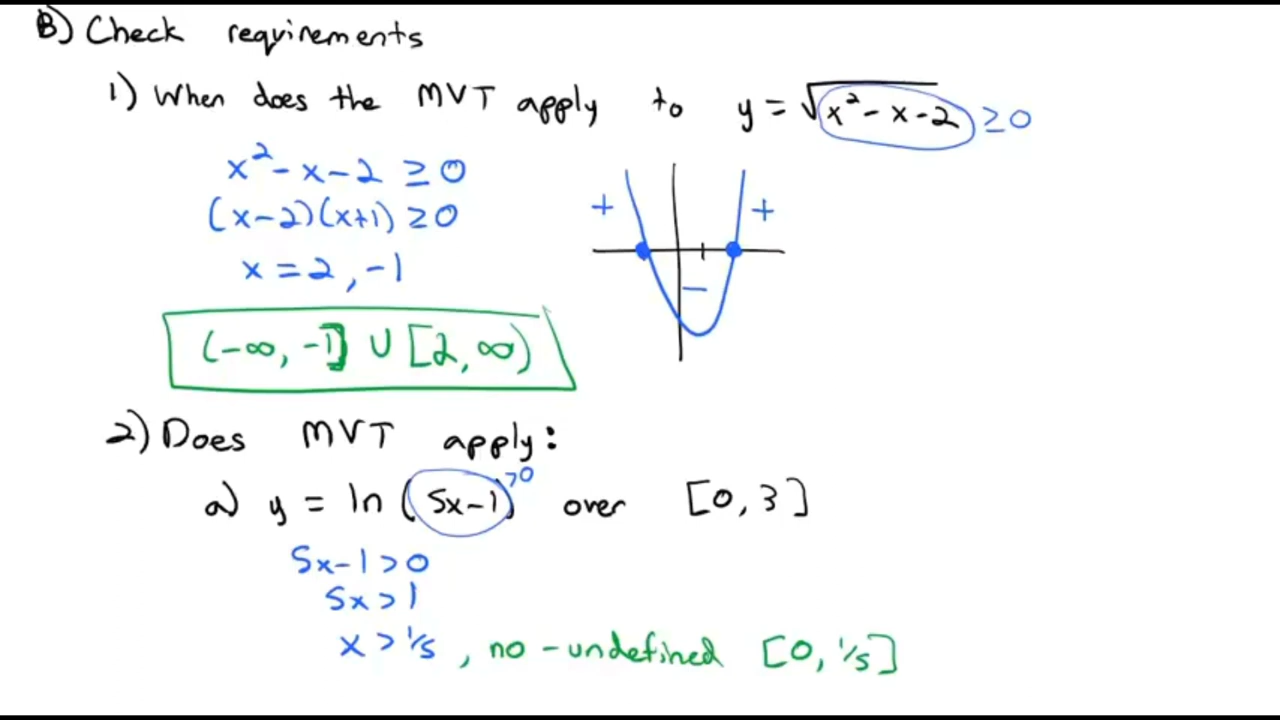 B) Check requirements
1) When does the MVT apply to y = √(x² - x - 2) ≥ 0
x² - x - 2 ≥ 0
(x-2)(x+1) ≥ 0
x = 2, -1
+ +
-
(-∞, -1] ∪ [2, ∞)
2) Does MVT apply:
a) y = ln (5x-1) >0 over [0, 3]
5x-1 > 0
5x > 1
x > 1/5, no - undefined [0, 1/5]